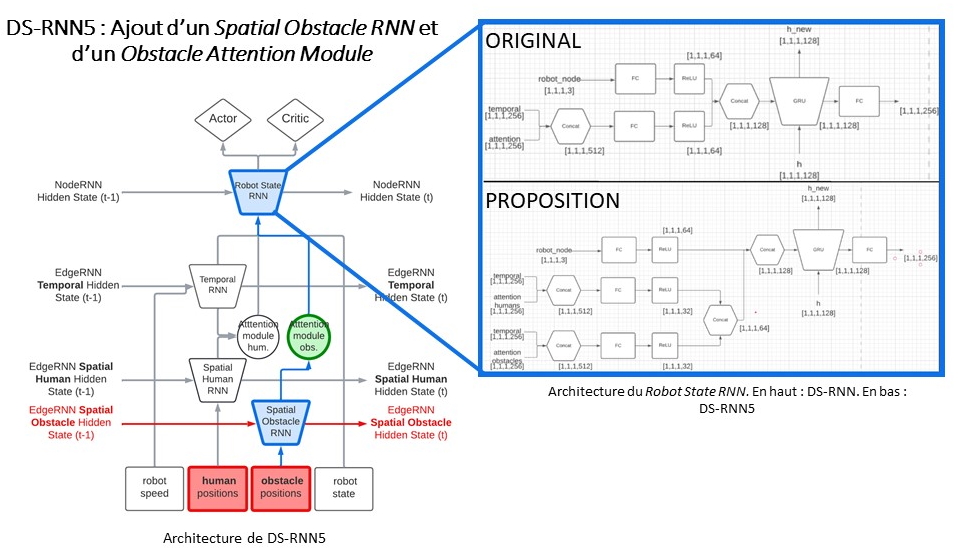 DS-RNN5 : Ajout d'un Spatial Obstacle RNN et
d'un Obstacle Attention Module
Actor
Critic
NodeRNN
Hidden State (t-1)
Robot State
RNN
NodeRNN
Hidden State (t)
EdgeRNN
Temporal Hidden
State (t-1)
Temporal
RNN
EdgeRNN
Temporal
Hidden State (t)
Atttention
module
hum.
Atttention
module
obs.
EdgeRNN Spatial
Human Hidden
State (t-1)
Spatial
Human
RNN
EdgeRNN
Spatial Human
Hidden State (t)
EdgeRNN Spatial
Obstacle Hidden
State (t-1)
Spatial
Obstacle
RNN
EdgeRNN
Spatial Obstacle
Hidden State (t)
robot
speed
human
positions
obstacle
positions
robot
state
Architecture de DS-RNN5
ORIGINAL
h_new
[1,1,1,128]
[1,1,1,64]
robot_node
[1,1,1,3]
FC
ReLU
temporal
[1,1,1,256]
attention
[1,1,1,256]
Concat
[1,1,1,512]
FC
ReLU
[1,1,1,64]
Concat
[1,1,1,128]
GRU
[1,1,1,128]
FC
[1,1,1,256]
h
[1,1,1,128]
PROPOSITION
h_new
[1,1,1,128]
[1,1,1,64]
robot_node
[1,1,1,3]
FC
ReLU
Concat
[1,1,1,128]
GRU
[1,1,1,128]
FC
[1,1,1,256]
temporal
[1,1,1,256]
attention
humans
[1,1,1,256]
Concat
[1,1,1,512]
FC
ReLU
[1,1,1,32]
h
[1,1,1,128]
Concat
[1,1,1,64]
temporal
[1,1,1,256]
attention
obstacles
[1,1,1,256]
Concat
[1,1,1,512]
FC
ReLU
[1,1,1,32]
Architecture du Robot State RNN. En haut : DS-RNN. En bas :
DS-RNN5